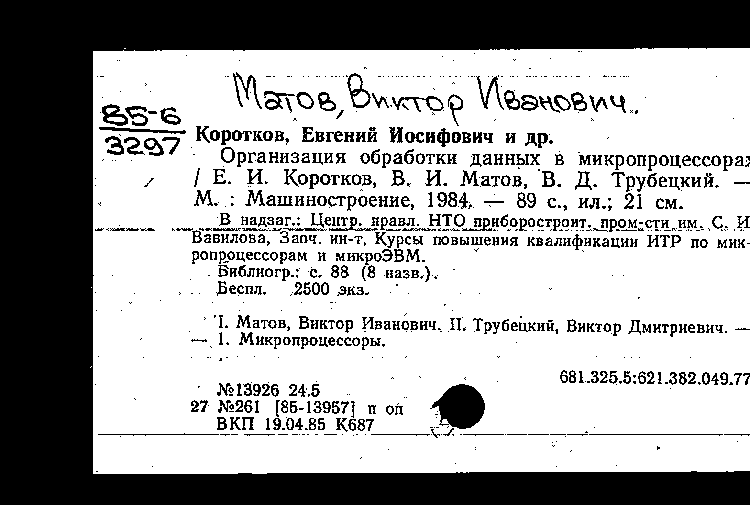 Матов, Виктор Иванович.
85-6
3297
Коротков, Евгений Иосифович и др.
Организация обработки данных в микропроцессорах
/ Е. И. Коротков, В. И. Матов, В. Д. Трубецкий. —
М. : Машиностроение, 1984. — 89 с., ил.; 21 см.
В надзаг.: Центр. правл. НТО приборостроит. пром-сти им. С. И.
Вавилова, Заоч. ин-т, Курсы повышения квалификации ИТР по мик-
ропроцессорам и микроЭВМ.
Библиогр.: с. 88 (8 назв.).
Беспл. 2500 экз.
I. Матов, Виктор Иванович. II. Трубецкий, Виктор Дмитриевич. —
— 1. Микропроцессоры.
681.325.5:621.382.049.77
№13926 24.5
27 №261 [85-13957] п оп
ВКП 19.04.85 К687